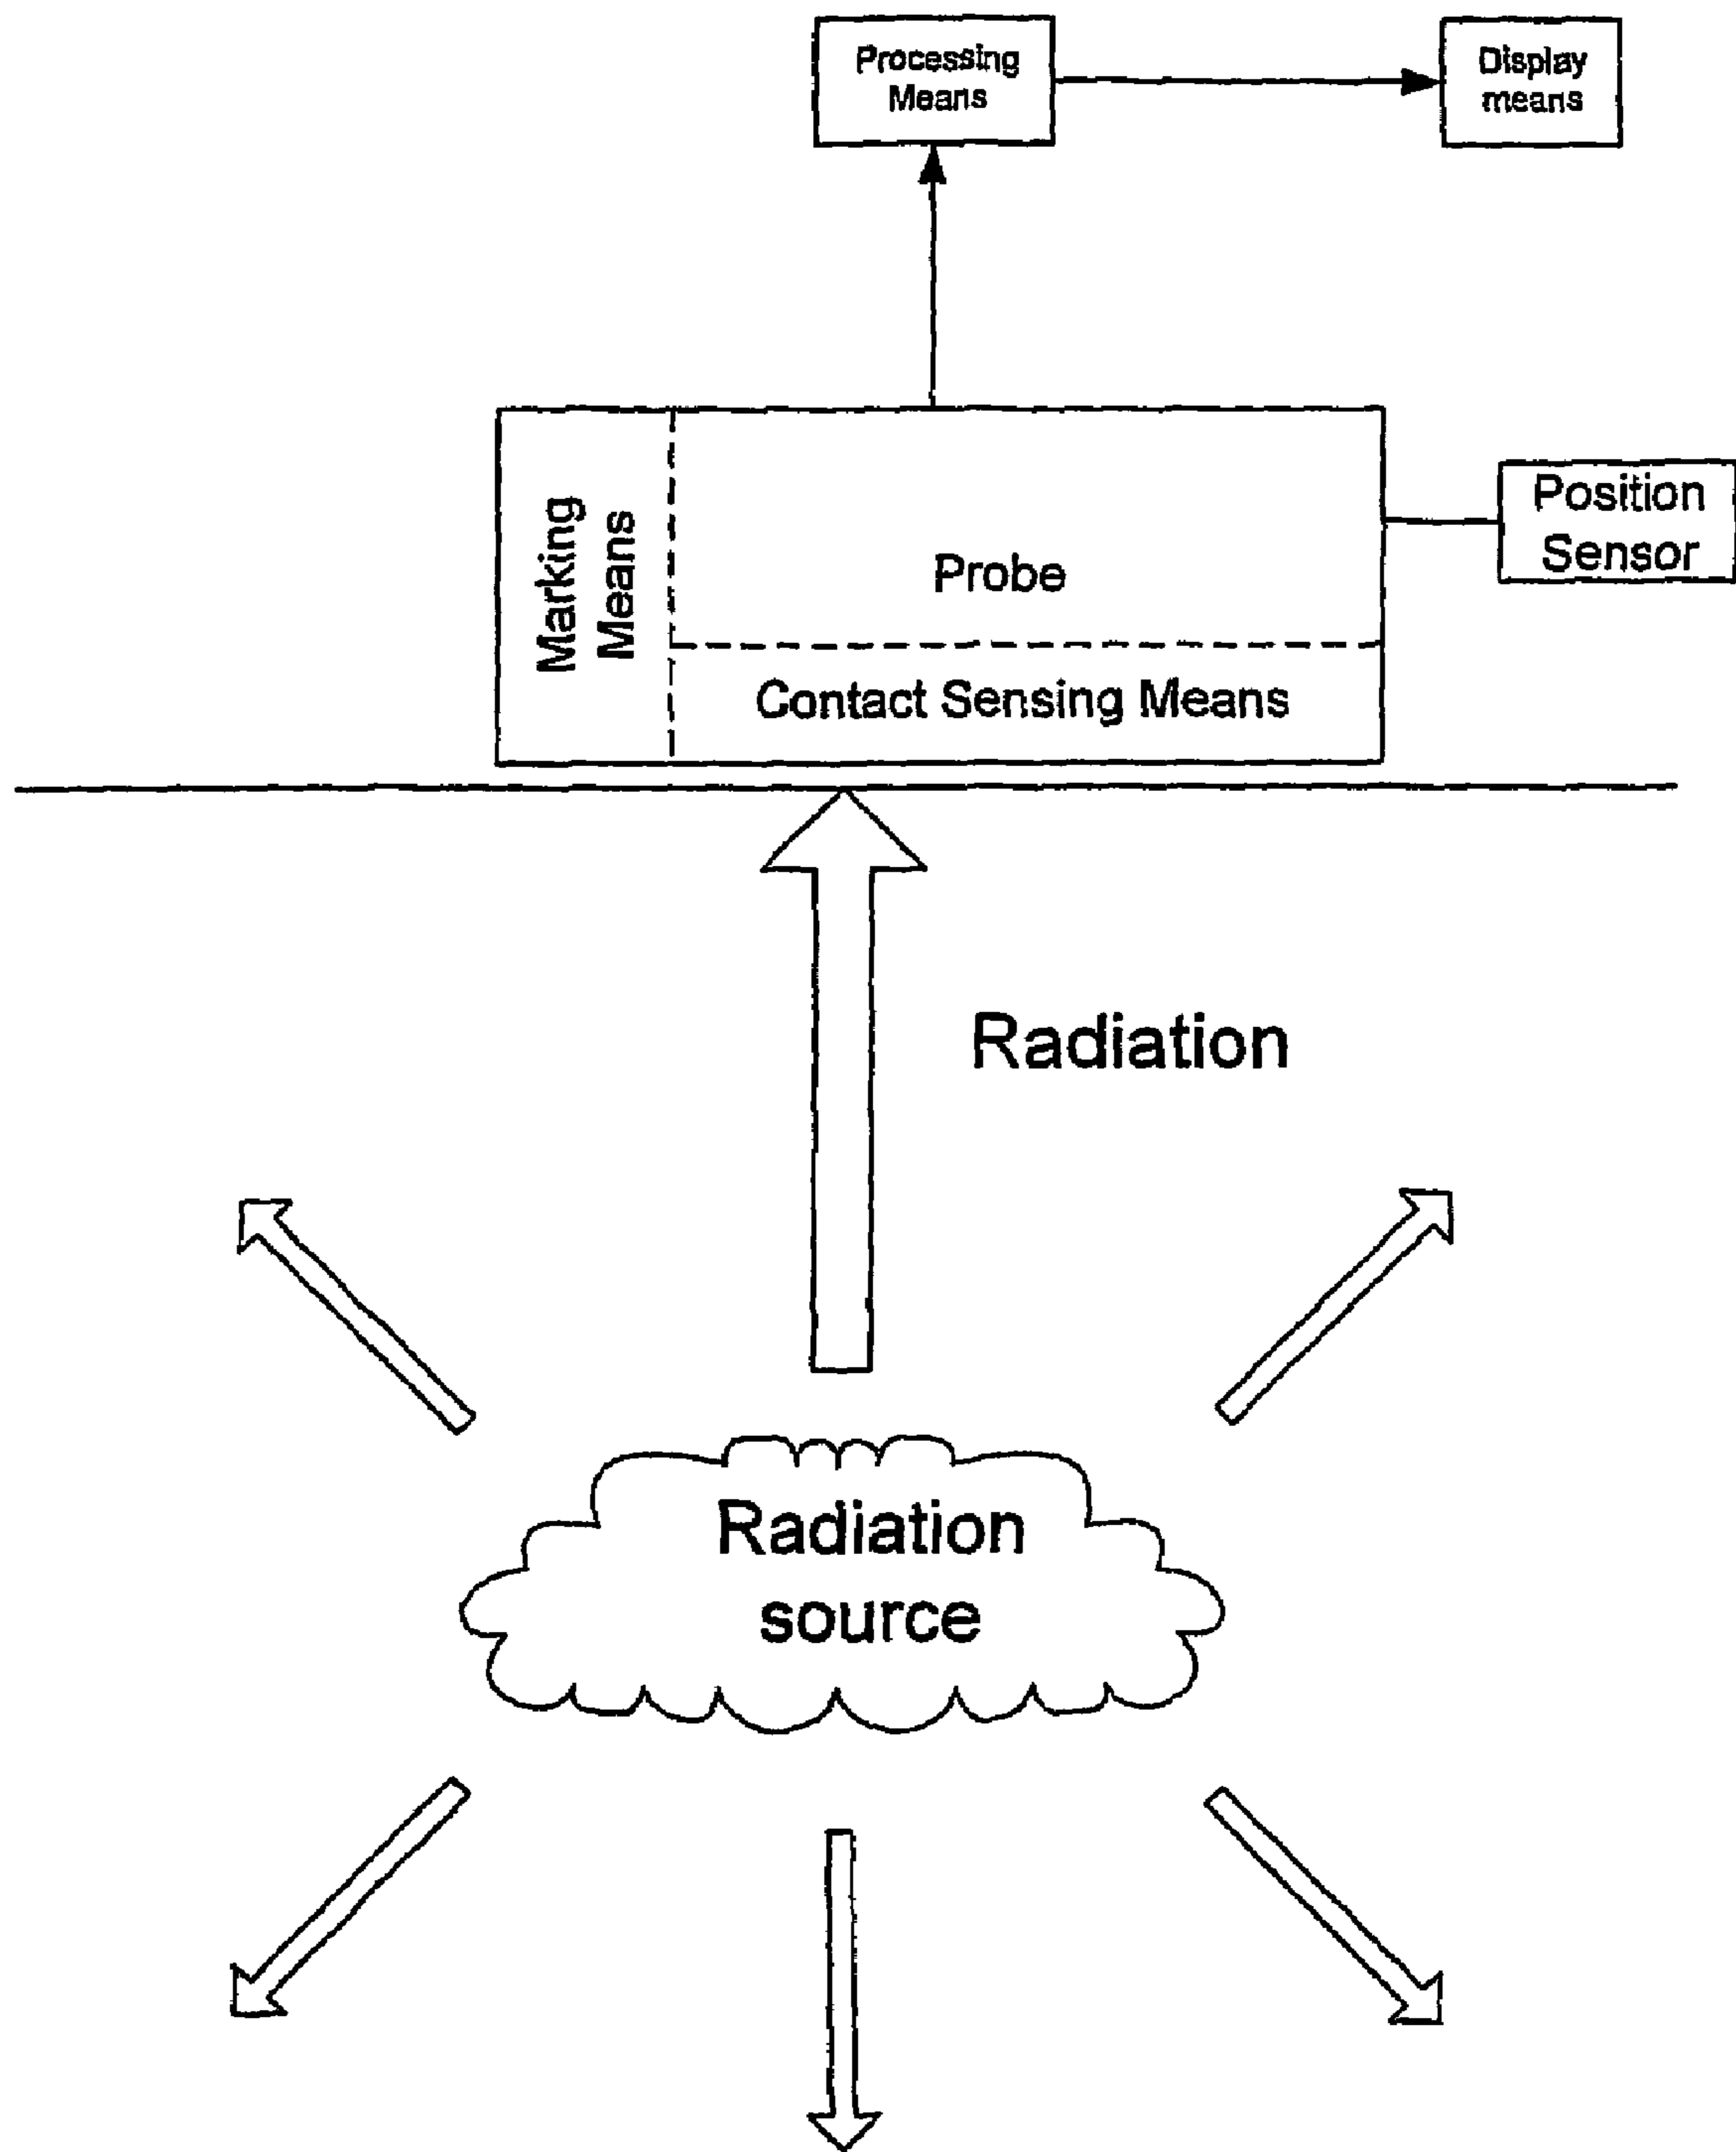 Processing
Means
Display
means
Marking
Means
Probe
Contact Sensing Means
Position
Sensor
Radiation
Radiation
source